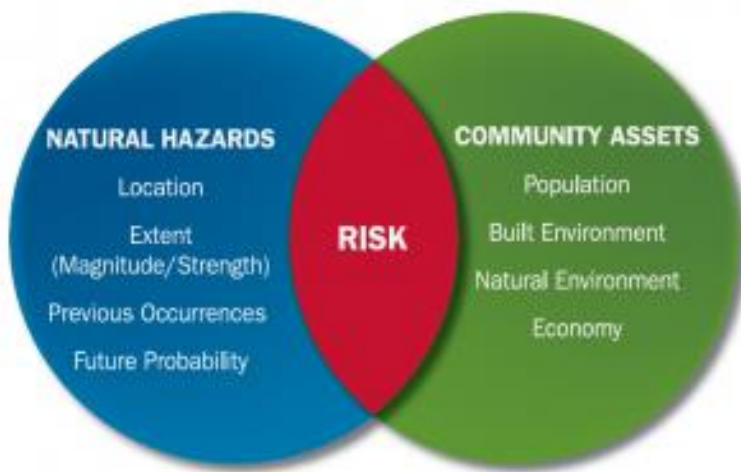 NATURAL HAZARDS
Location
Extent
(Magnitude/Strength)
Previous Occurrences
Future Probability
RISK
COMMUNITY ASSETS
Population
Built Environment
Natural Environment
Economy